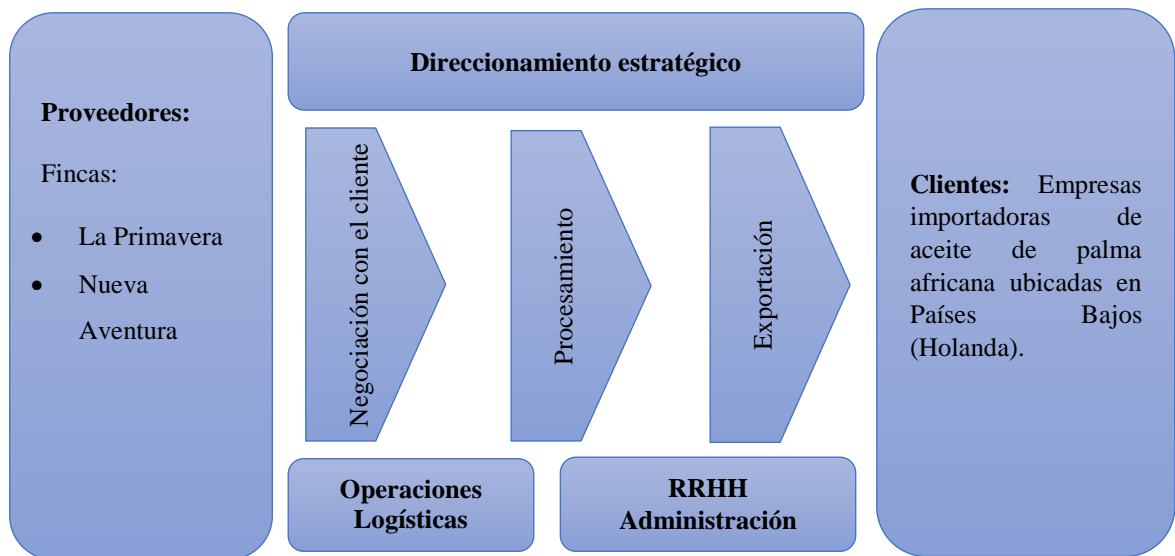 Proveedores:
Fincas:
• La Primavera
• Nueva
Aventura
Direccionamiento estratégico
Negociación con el cliente
Procesamiento
Exportación
Operaciones
Logísticas
RRHH
Administración
Clientes: Empresas
importadoras de
aceite de palma
africana ubicadas en
Países Bajos
(Holanda).